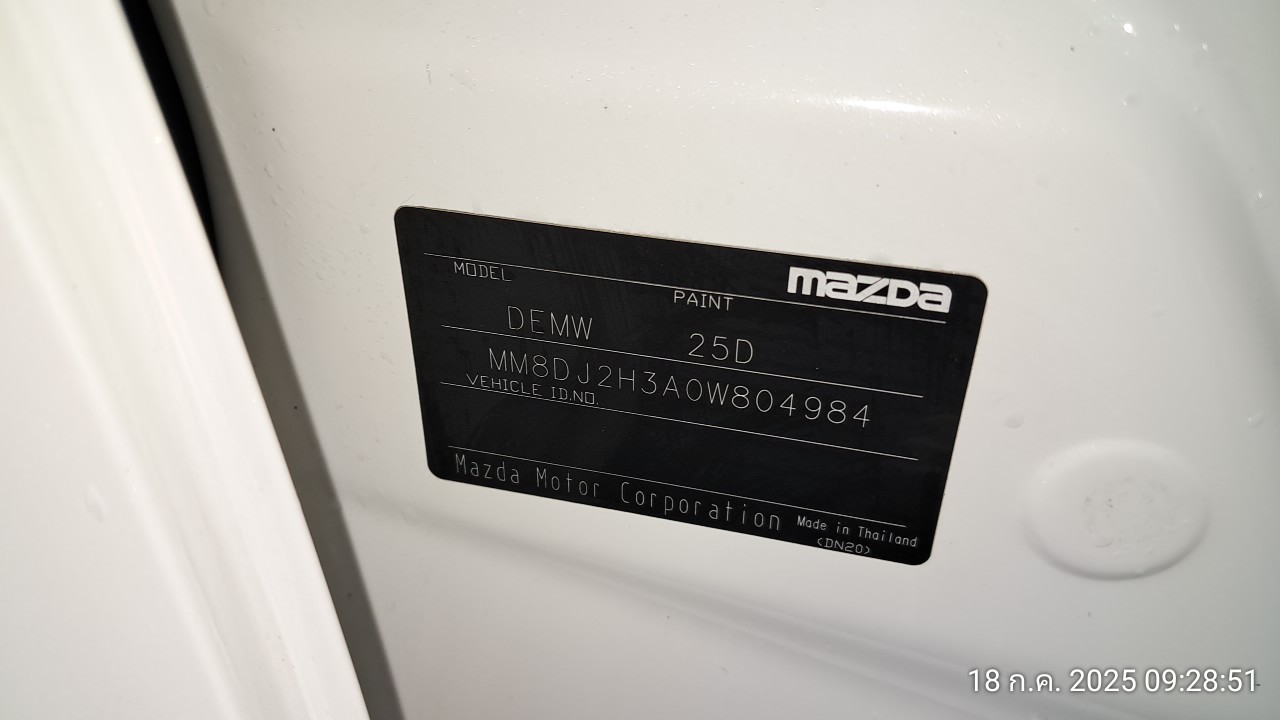 mazda
MODEL PAINT
DEMW 25D
MM8DJ2H3A0W804984
VEHICLE ID.NO.
Mazda Motor Corporation Made in Thailand
(DN20)
18 ก.ค. 2025 09:28:51